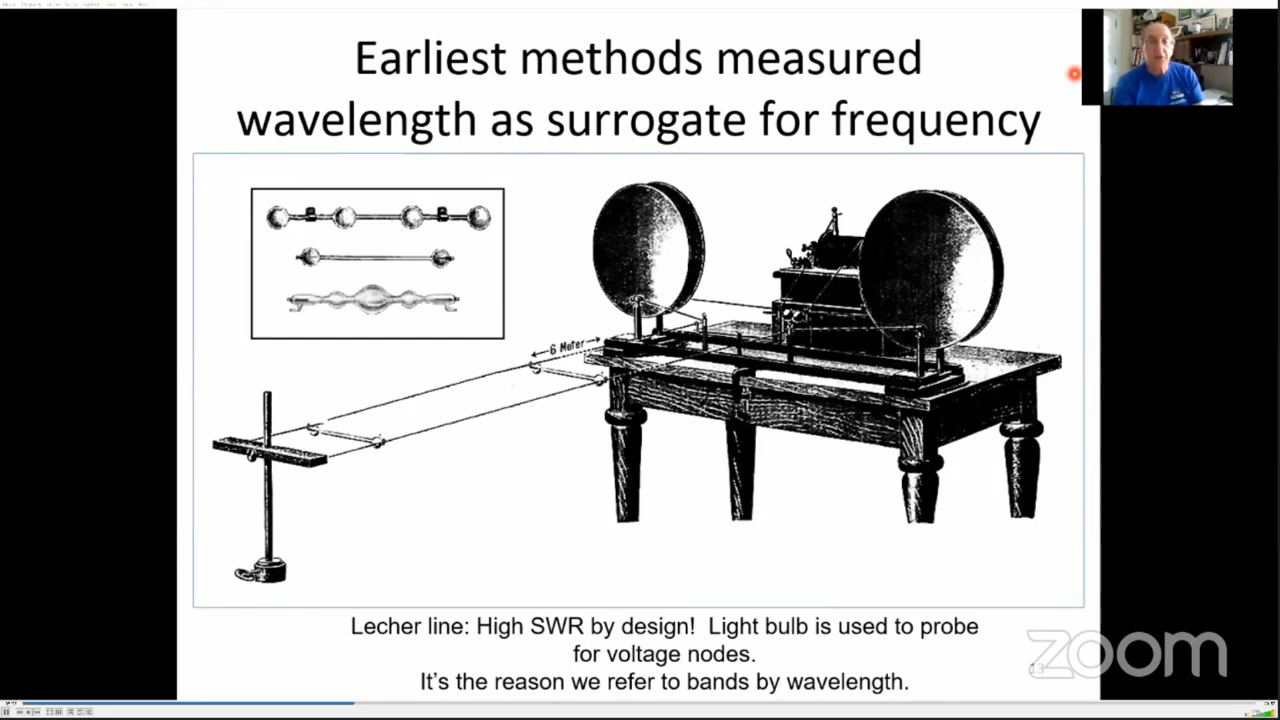 Earliest methods measured
wavelength as surrogate for frequency
6 Meter
Lecher line: High SWR by design! Light bulb is used to probe
for voltage nodes.
It's the reason we refer to bands by wavelength.
13
zoom